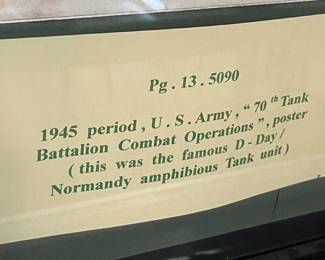 Pg . 13 . 5090
1945 period , U . S . Army , “ 70 th Tank
Battalion Combat Operations ” , poster
( this was the famous D - Day /
Normandy amphibious Tank unit )